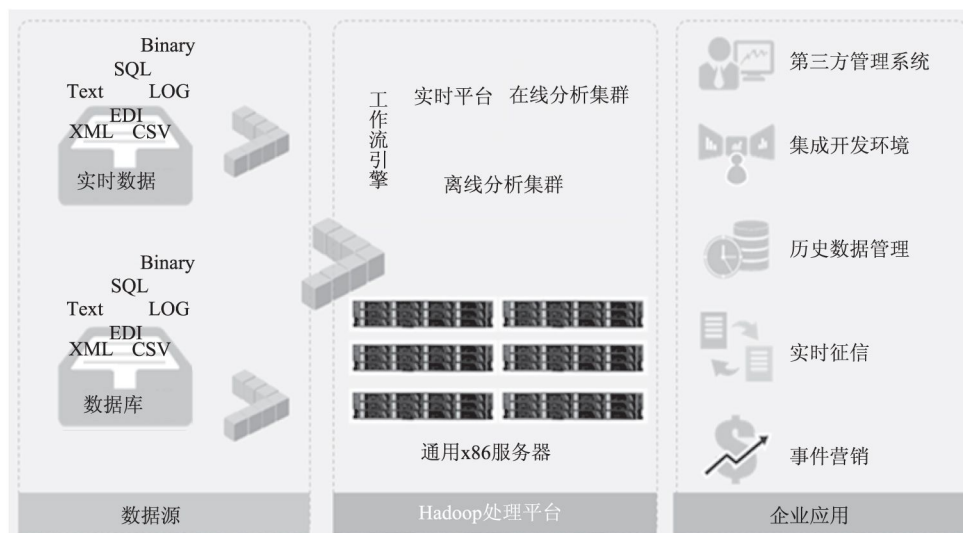 Binary
SQL
Text LOG
EDI
XML CSV
实时数据
Binary
SQL
Text LOG
EDI
XML CSV
数据库
数据源
工作流引擎
实时平台 在线分析集群
离线分析集群
通用x86服务器
Hadoop处理平台
第三方管理系统
集成开发环境
历史数据管理
实时征信
事件营销
企业应用